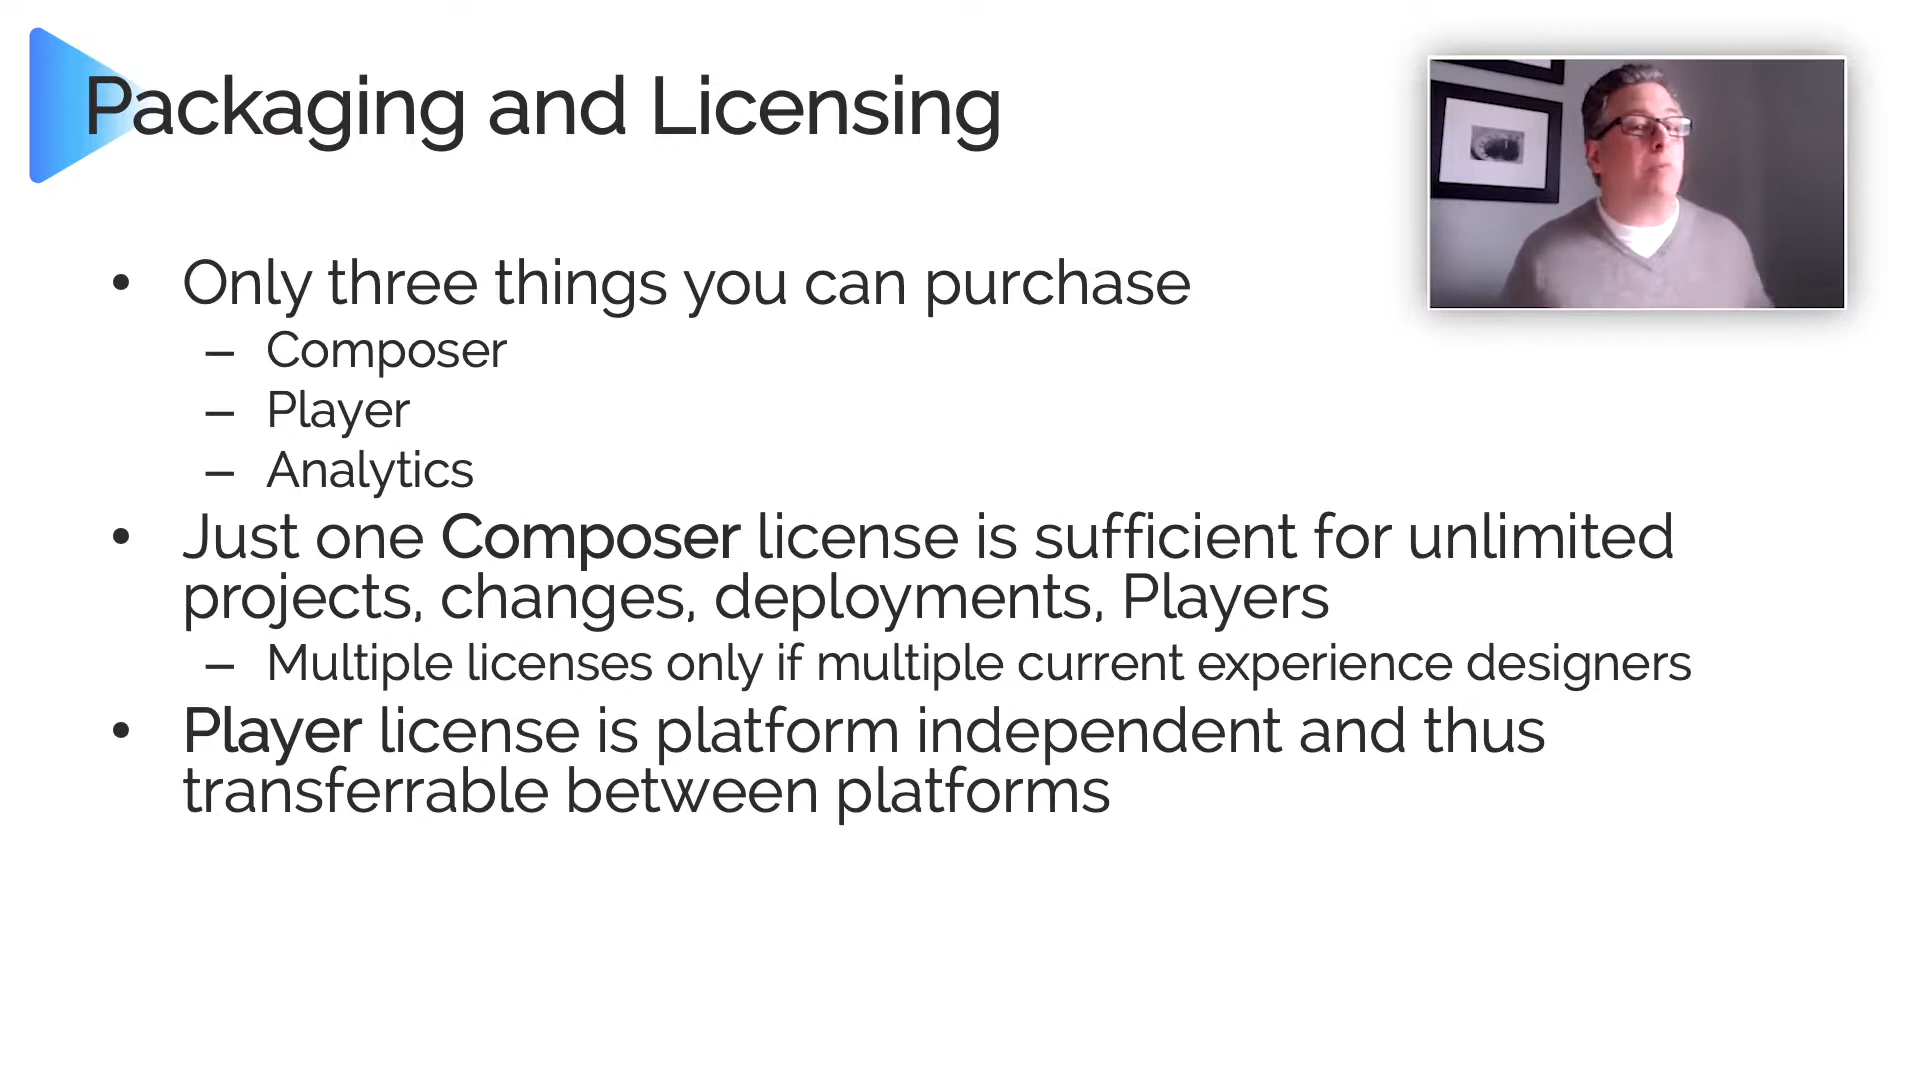 Packaging and Licensing
• Only three things you can purchase
– Composer
– Player
– Analytics
• Just one Composer license is sufficient for unlimited
projects, changes, deployments, Players
– Multiple licenses only if multiple current experience designers
• Player license is platform independent and thus
transferrable between platforms